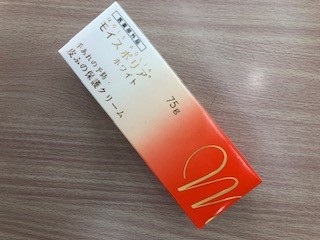 医薬部外品
モイスポリア
ホワイト
手あれの予防・
皮ふの保護クリーム
75g